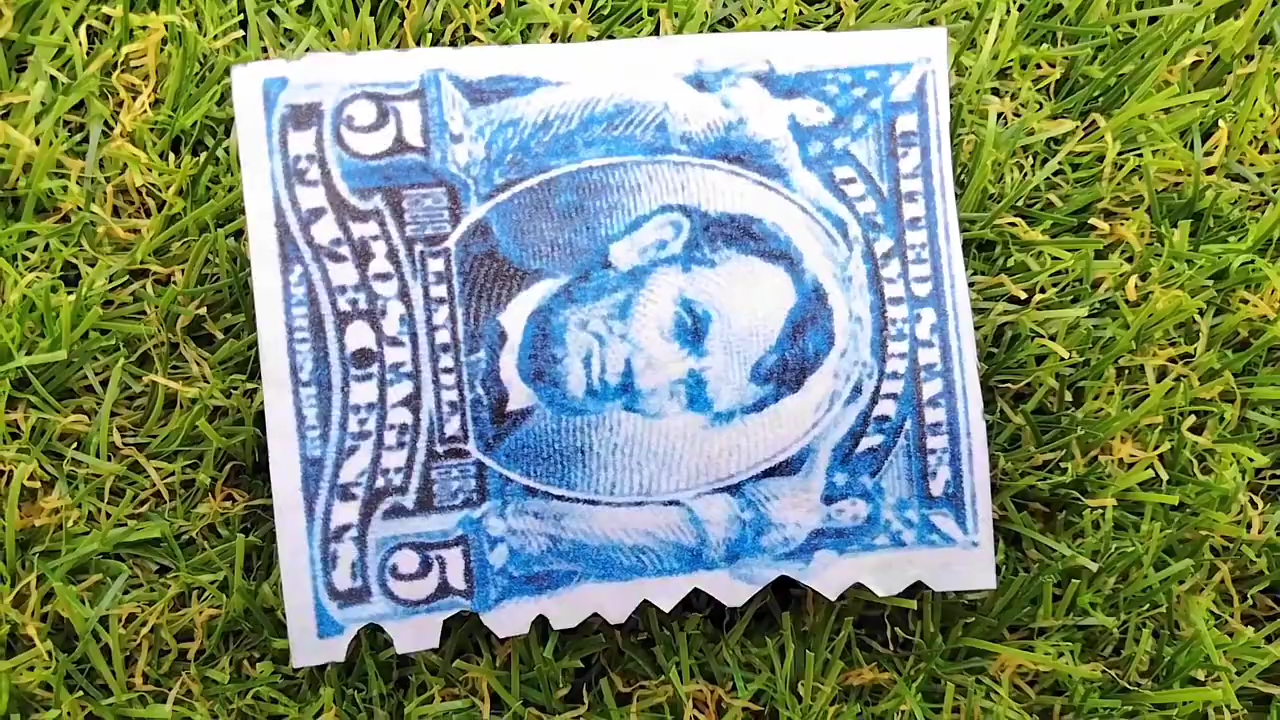 UNITED STATES
OF AMERICA
LINCOLN
5 POSTAGE 5
FIVE CENTS